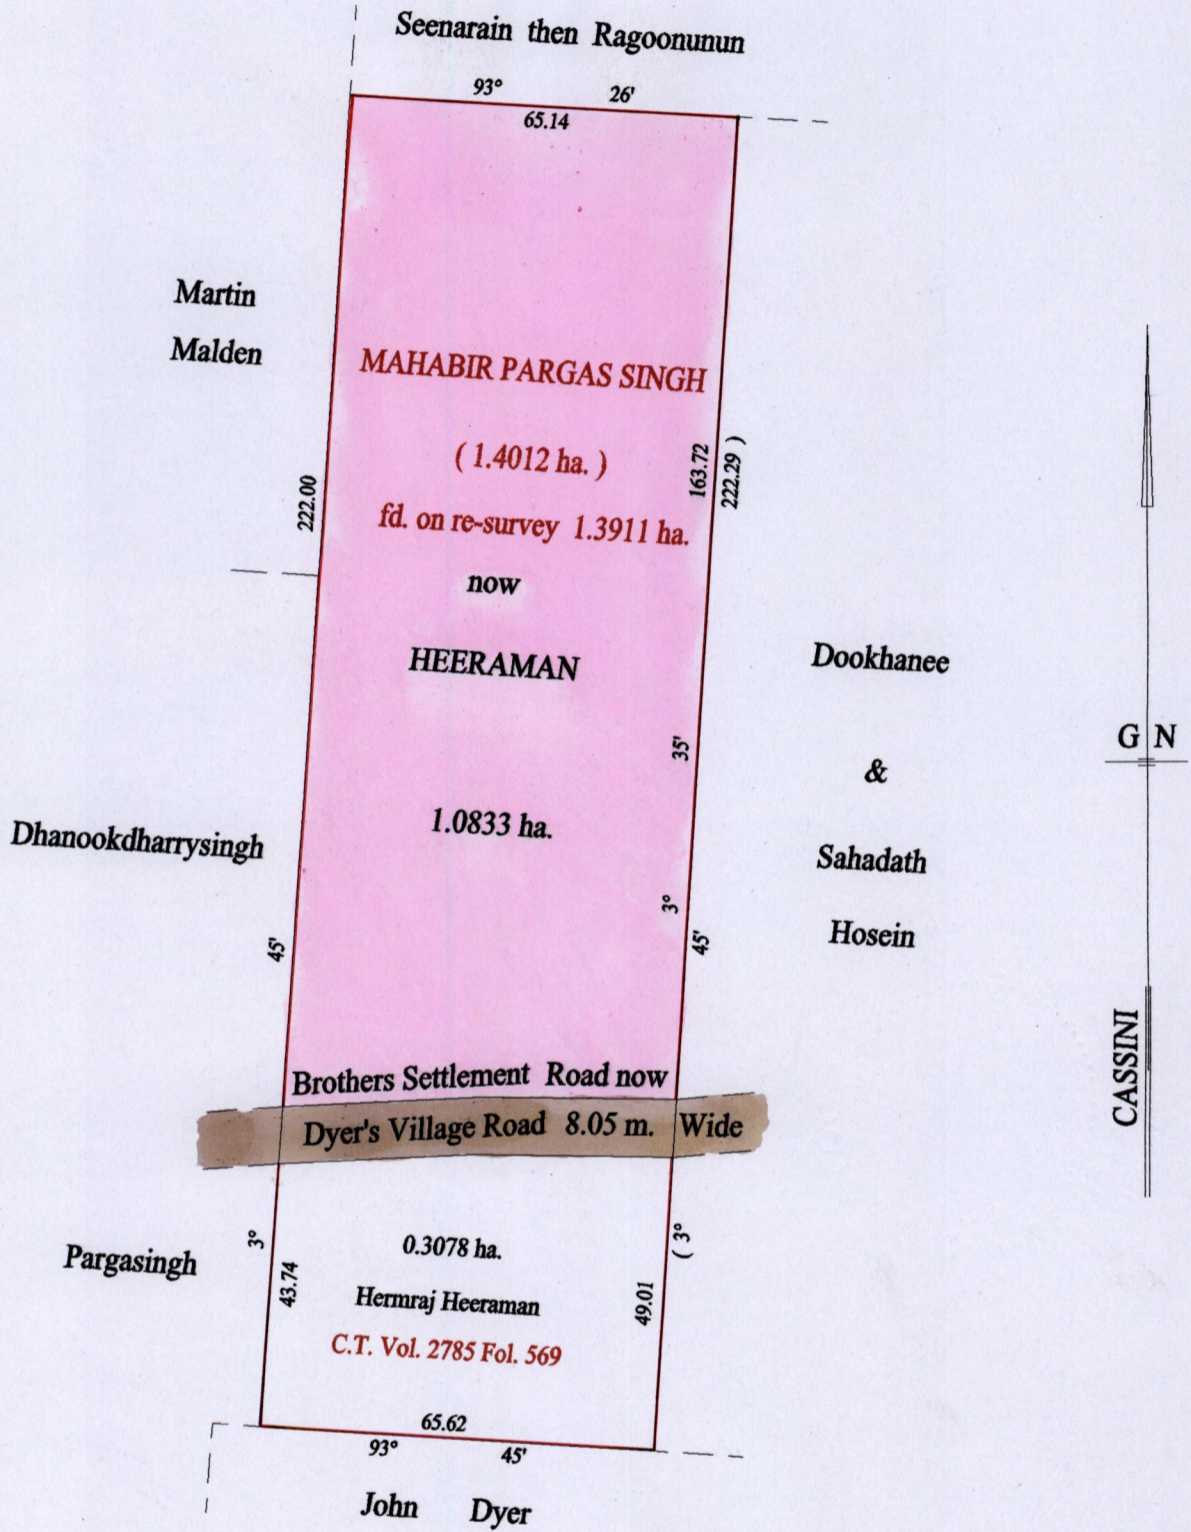 Seenarain then Ragoonunun
93° 26'
65.14
Martin
Malden
MAHABIR PARGAS SINGH
( 1.4012 ha. )
fd. on re-survey 1.3911 ha.
now
HEERAMAN
1.0833 ha.
222.00
163.72
222.29 )
35'
3°
45'
45'
Dookhanee
&
Sahadath
Hosein
G N
CASSINI
Dhanookdharrysingh
Brothers Settlement Road now
Dyer's Village Road 8.05 m. Wide
Pargasingh
3°
43.74
0.3078 ha.
Hermraj Heeraman
C.T. Vol. 2785 Fol. 569
49.01
( 3°
65.62
93° 45'
John Dyer